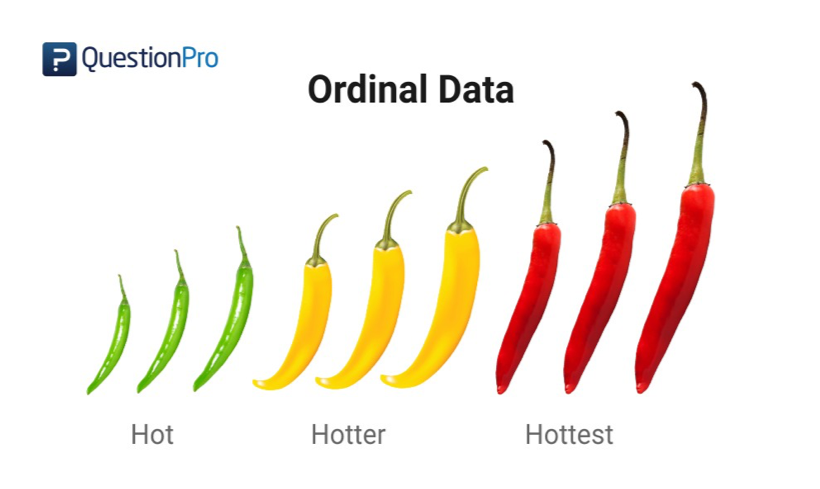 QuestionPro
Ordinal Data
Hot
Hotter
Hottest